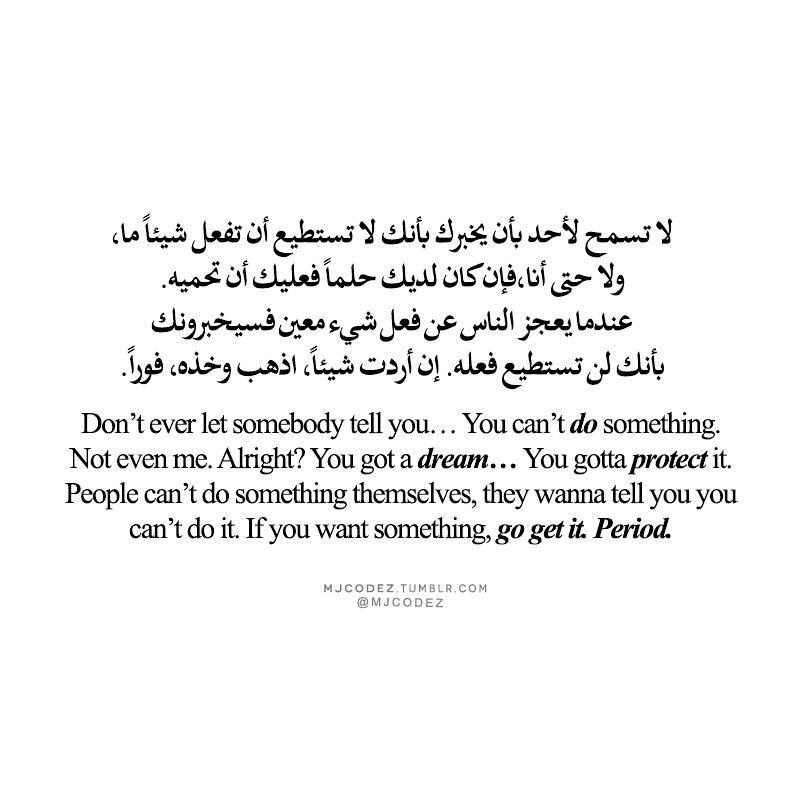 لا تسمح لأحد بأن يخبرك بأنك لا تستطيع أن تفعل شيئاً ما،
ولا حتى أنا،فإن كان لديك حلماً فعليك أن تحميه.
عندما يعجز الناس عن فعل شيء معين فسيخبرونك
بأنك لن تستطيع فعله. إن أردت شيئاً، اذهب وخذه، فوراً.
Don’t ever let somebody tell you… You can’t do something.
Not even me. Alright? You got a dream… You gotta protect it.
People can’t do something themselves, they wanna tell you you
can’t do it. If you want something, go get it. Period.
MJCODEZ.TUMBLR.COM
@MJCODEZ